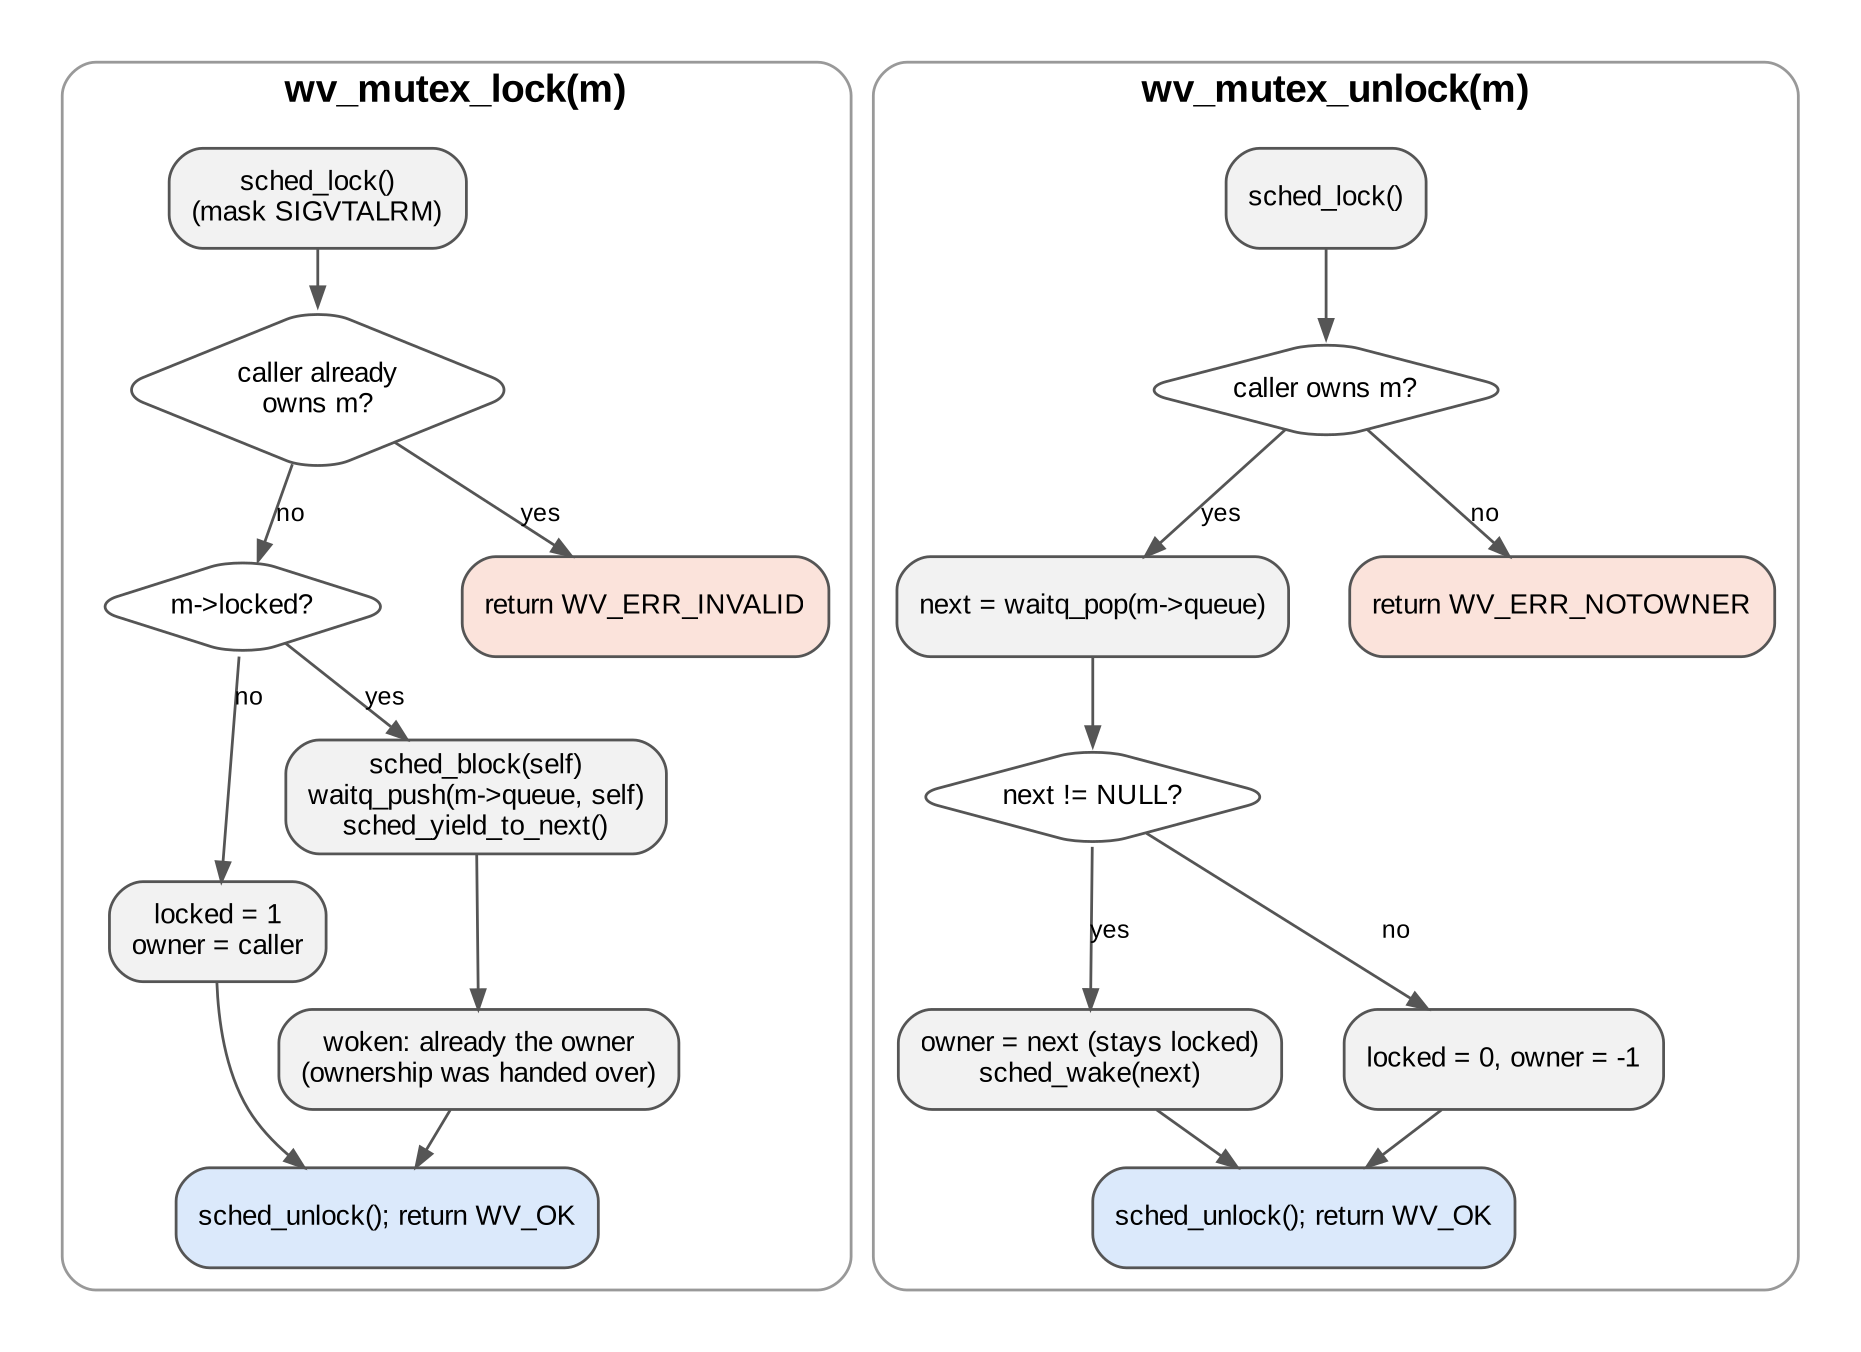 wv_mutex_lock(m)
sched_lock()
(mask SIGVTALRM)
caller already
owns m?
no
yes
m->locked?
return WV_ERR_INVALID
no
yes
sched_block(self)
waitq_push(m->queue, self)
sched_yield_to_next()
locked = 1
owner = caller
woken: already the owner
(ownership was handed over)
sched_unlock(); return WV_OK
wv_mutex_unlock(m)
sched_lock()
caller owns m?
yes
no
next = waitq_pop(m->queue)
return WV_ERR_NOTOWNER
next != NULL?
yes
no
owner = next (stays locked)
sched_wake(next)
locked = 0, owner = -1
sched_unlock(); return WV_OK